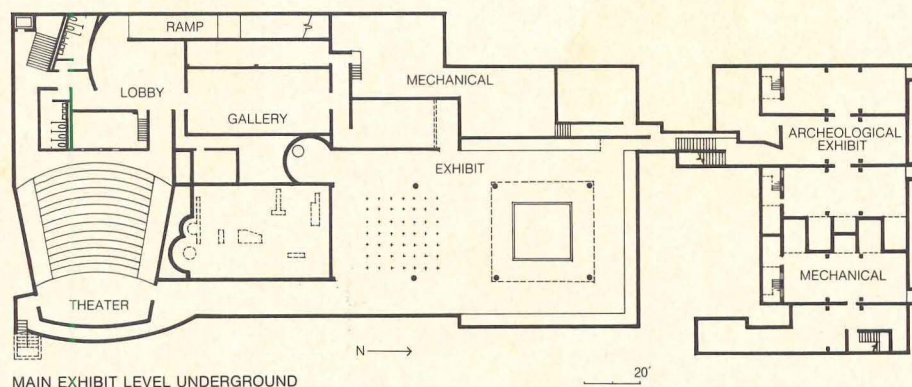 RAMP
LOBBY
MECHANICAL
GALLERY
ARCHEOLOGICAL
EXHIBIT
EXHIBIT
MECHANICAL
THEATER
N
20'
MAIN EXHIBIT LEVEL UNDERGROUND